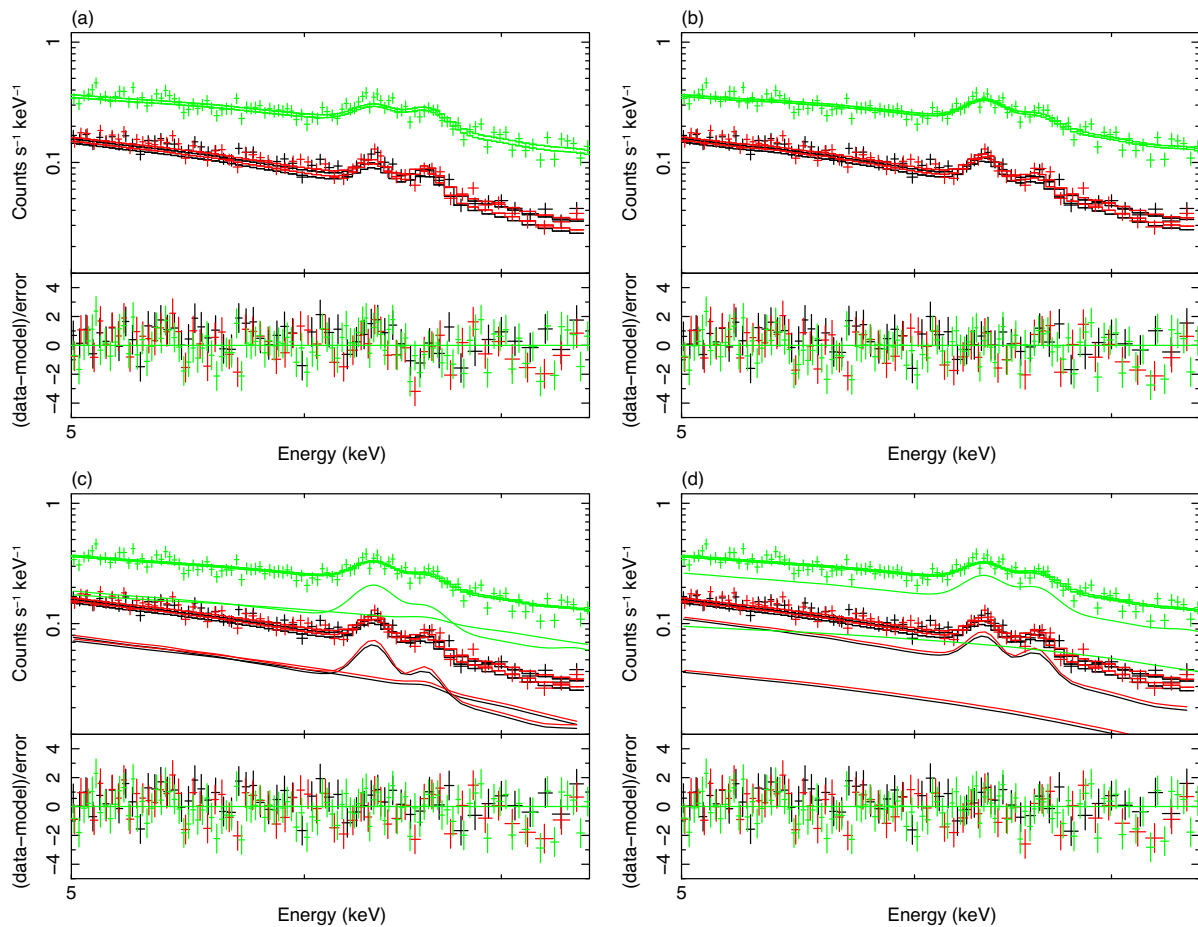 (a)
1
0.1
Counts s⁻¹ keV⁻¹
4
2
0
−2
−4
(data−model)/error
5
Energy (keV)
(b)
1
0.1
Counts s⁻¹ keV⁻¹
4
2
0
−2
−4
(data−model)/error
5
Energy (keV)
(c)
1
0.1
Counts s⁻¹ keV⁻¹
4
2
0
−2
−4
(data−model)/error
5
Energy (keV)
(d)
1
0.1
Counts s⁻¹ keV⁻¹
4
2
0
−2
−4
(data−model)/error
5
Energy (keV)